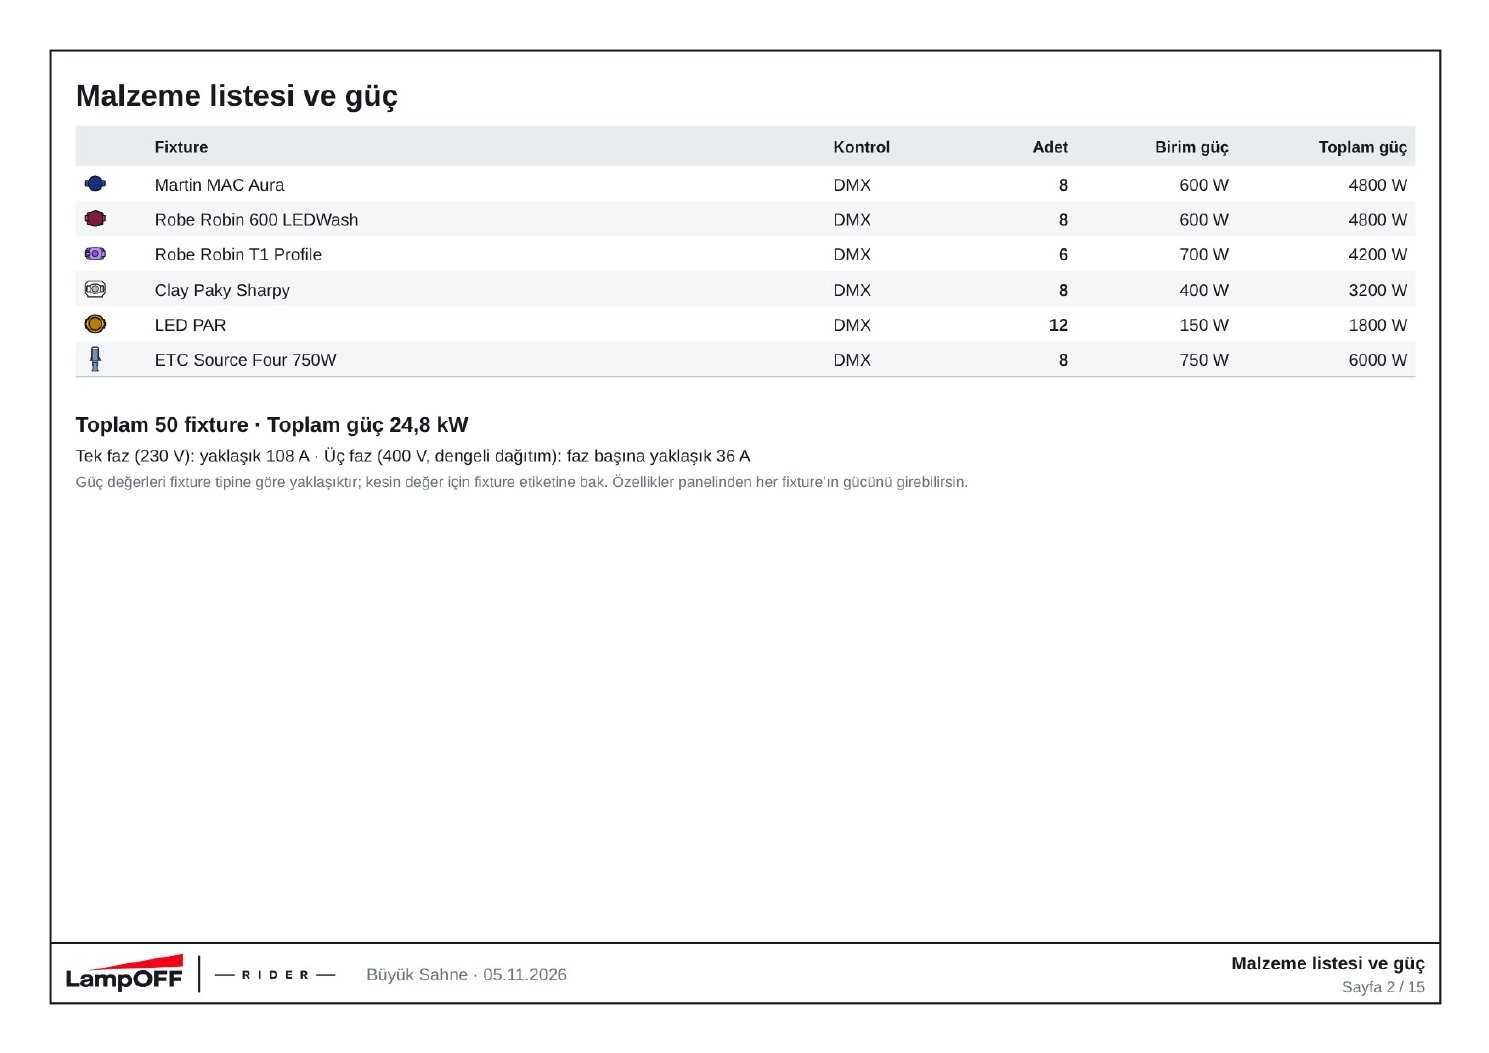 Malzeme listesi ve güç
Fixture Kontrol Adet Birim güç Toplam güç
Martin MAC Aura DMX 8 600 W 4800 W
Robe Robin 600 LEDWash DMX 8 600 W 4800 W
Robe Robin T1 Profile DMX 6 700 W 4200 W
Clay Paky Sharpy DMX 8 400 W 3200 W
LED PAR DMX 12 150 W 1800 W
ETC Source Four 750W DMX 8 750 W 6000 W
Toplam 50 fixture · Toplam güç 24,8 kW
Tek faz (230 V): yaklaşık 108 A · Üç faz (400 V, dengeli dağıtım): faz başına yaklaşık 36 A
Güç değerleri fixture tipine göre yaklaşıktır; kesin değer için fixture etiketine bak. Özellikler panelinden her fixture'ın gücünü girebilirsin.
LampOFF — RIDER — Büyük Sahne · 05.11.2026
Malzeme listesi ve güç
Sayfa 2 / 15